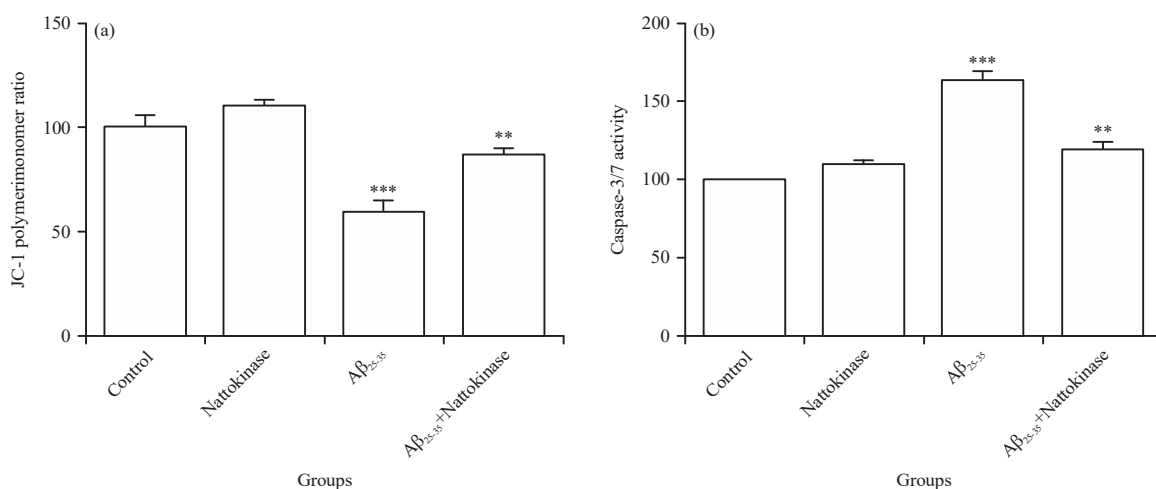 (a)
150
100
50
0
JC-1 polymerimonomer ratio
***
**
Control
Nattokinase
Aβ25-35
Aβ25-35+Nattokinase
Groups
(b)
200
150
100
50
0
Caspase-3/7 activity
***
**
Control
Nattokinase
Aβ25-35
Aβ25-35+Nattokinase
Groups